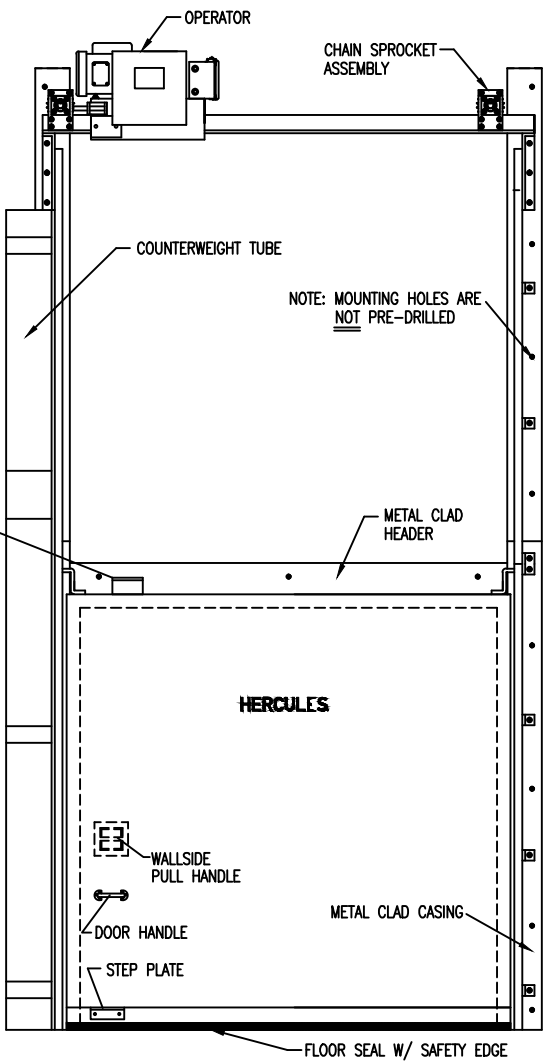 OPERATOR
CHAIN SPROCKET
ASSEMBLY
COUNTERWEIGHT TUBE
NOTE: MOUNTING HOLES ARE
NOT PRE-DRILLED
METAL CLAD
HEADER
HERCULES
WALLSIDE
PULL HANDLE
DOOR HANDLE
METAL CLAD CASING
STEP PLATE
FLOOR SEAL W/ SAFETY EDGE